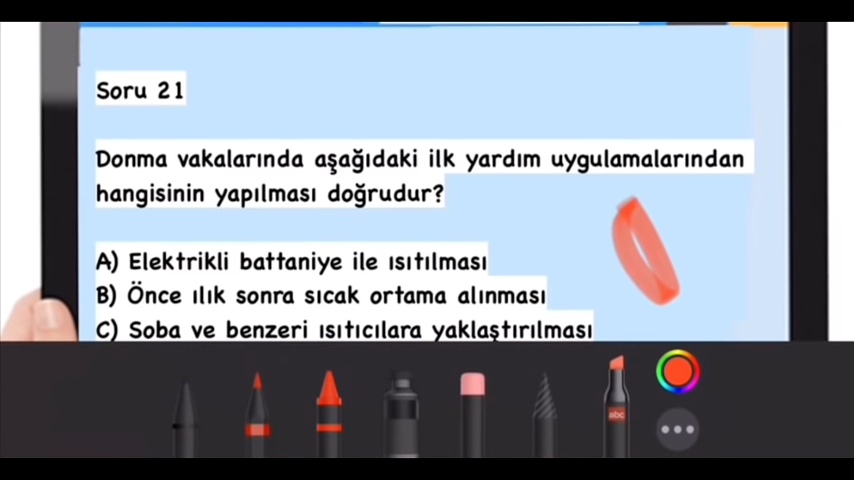 Soru 21
Donma vakalarında aşağıdaki ilk yardım uygulamalarından
hangisinin yapılması doğrudur?
A) Elektrikli battaniye ile ısıtılması
B) Önce ılık sonra sıcak ortama alınması
C) Soba ve benzeri ısıtıcılara yaklaştırılması
abc